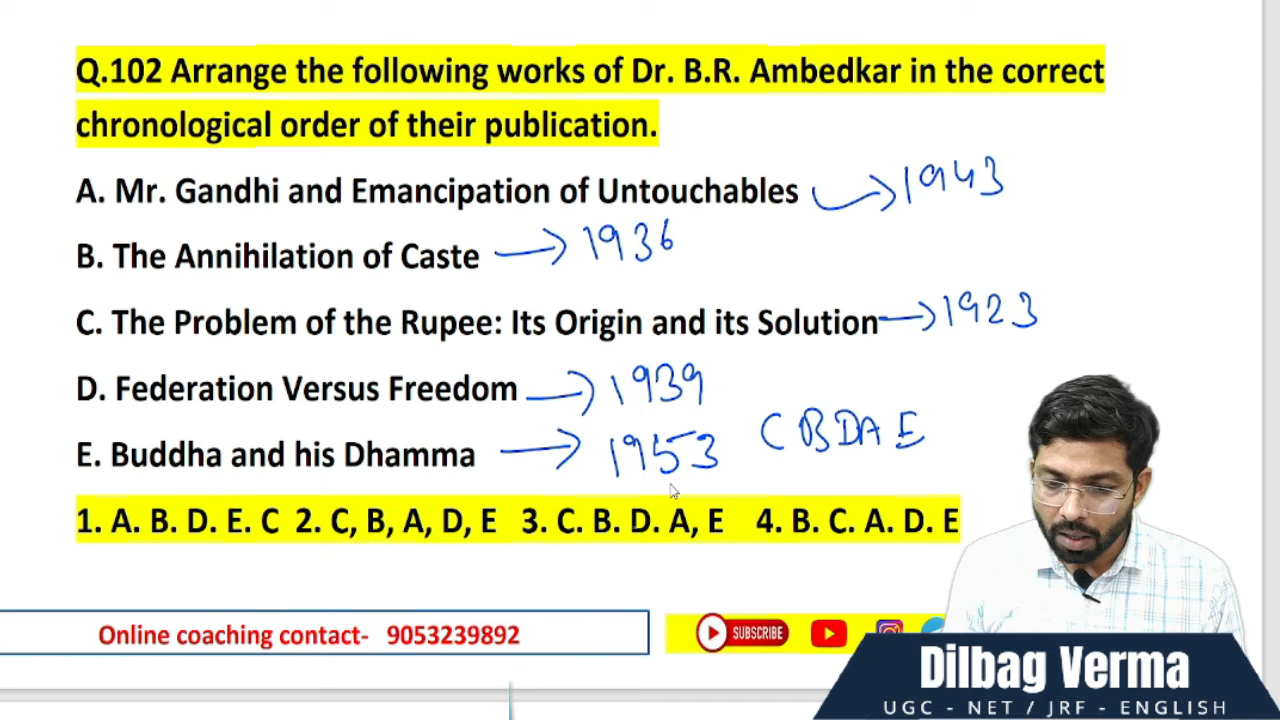 Q.102 Arrange the following works of Dr. B.R. Ambedkar in the correct
chronological order of their publication.
A. Mr. Gandhi and Emancipation of Untouchables → 1943
B. The Annihilation of Caste → 1936
C. The Problem of the Rupee: Its Origin and its Solution → 1923
D. Federation Versus Freedom → 1939
E. Buddha and his Dhamma → 1953 C B D A E
1. A. B. D. E. C 2. C, B, A, D, E 3. C. B. D. A, E 4. B. C. A. D. E
Online coaching contact- 9053239892
SUBSCRIBE
Dilbag Verma
UGC - NET / JRF - ENGLISH